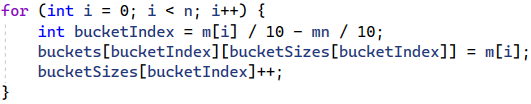 for (int i = 0; i < n; i++) {
    int bucketIndex = m[i] / 10 - mn / 10;
    buckets[bucketIndex][bucketSizes[bucketIndex]] = m[i];
    bucketSizes[bucketIndex]++;
}